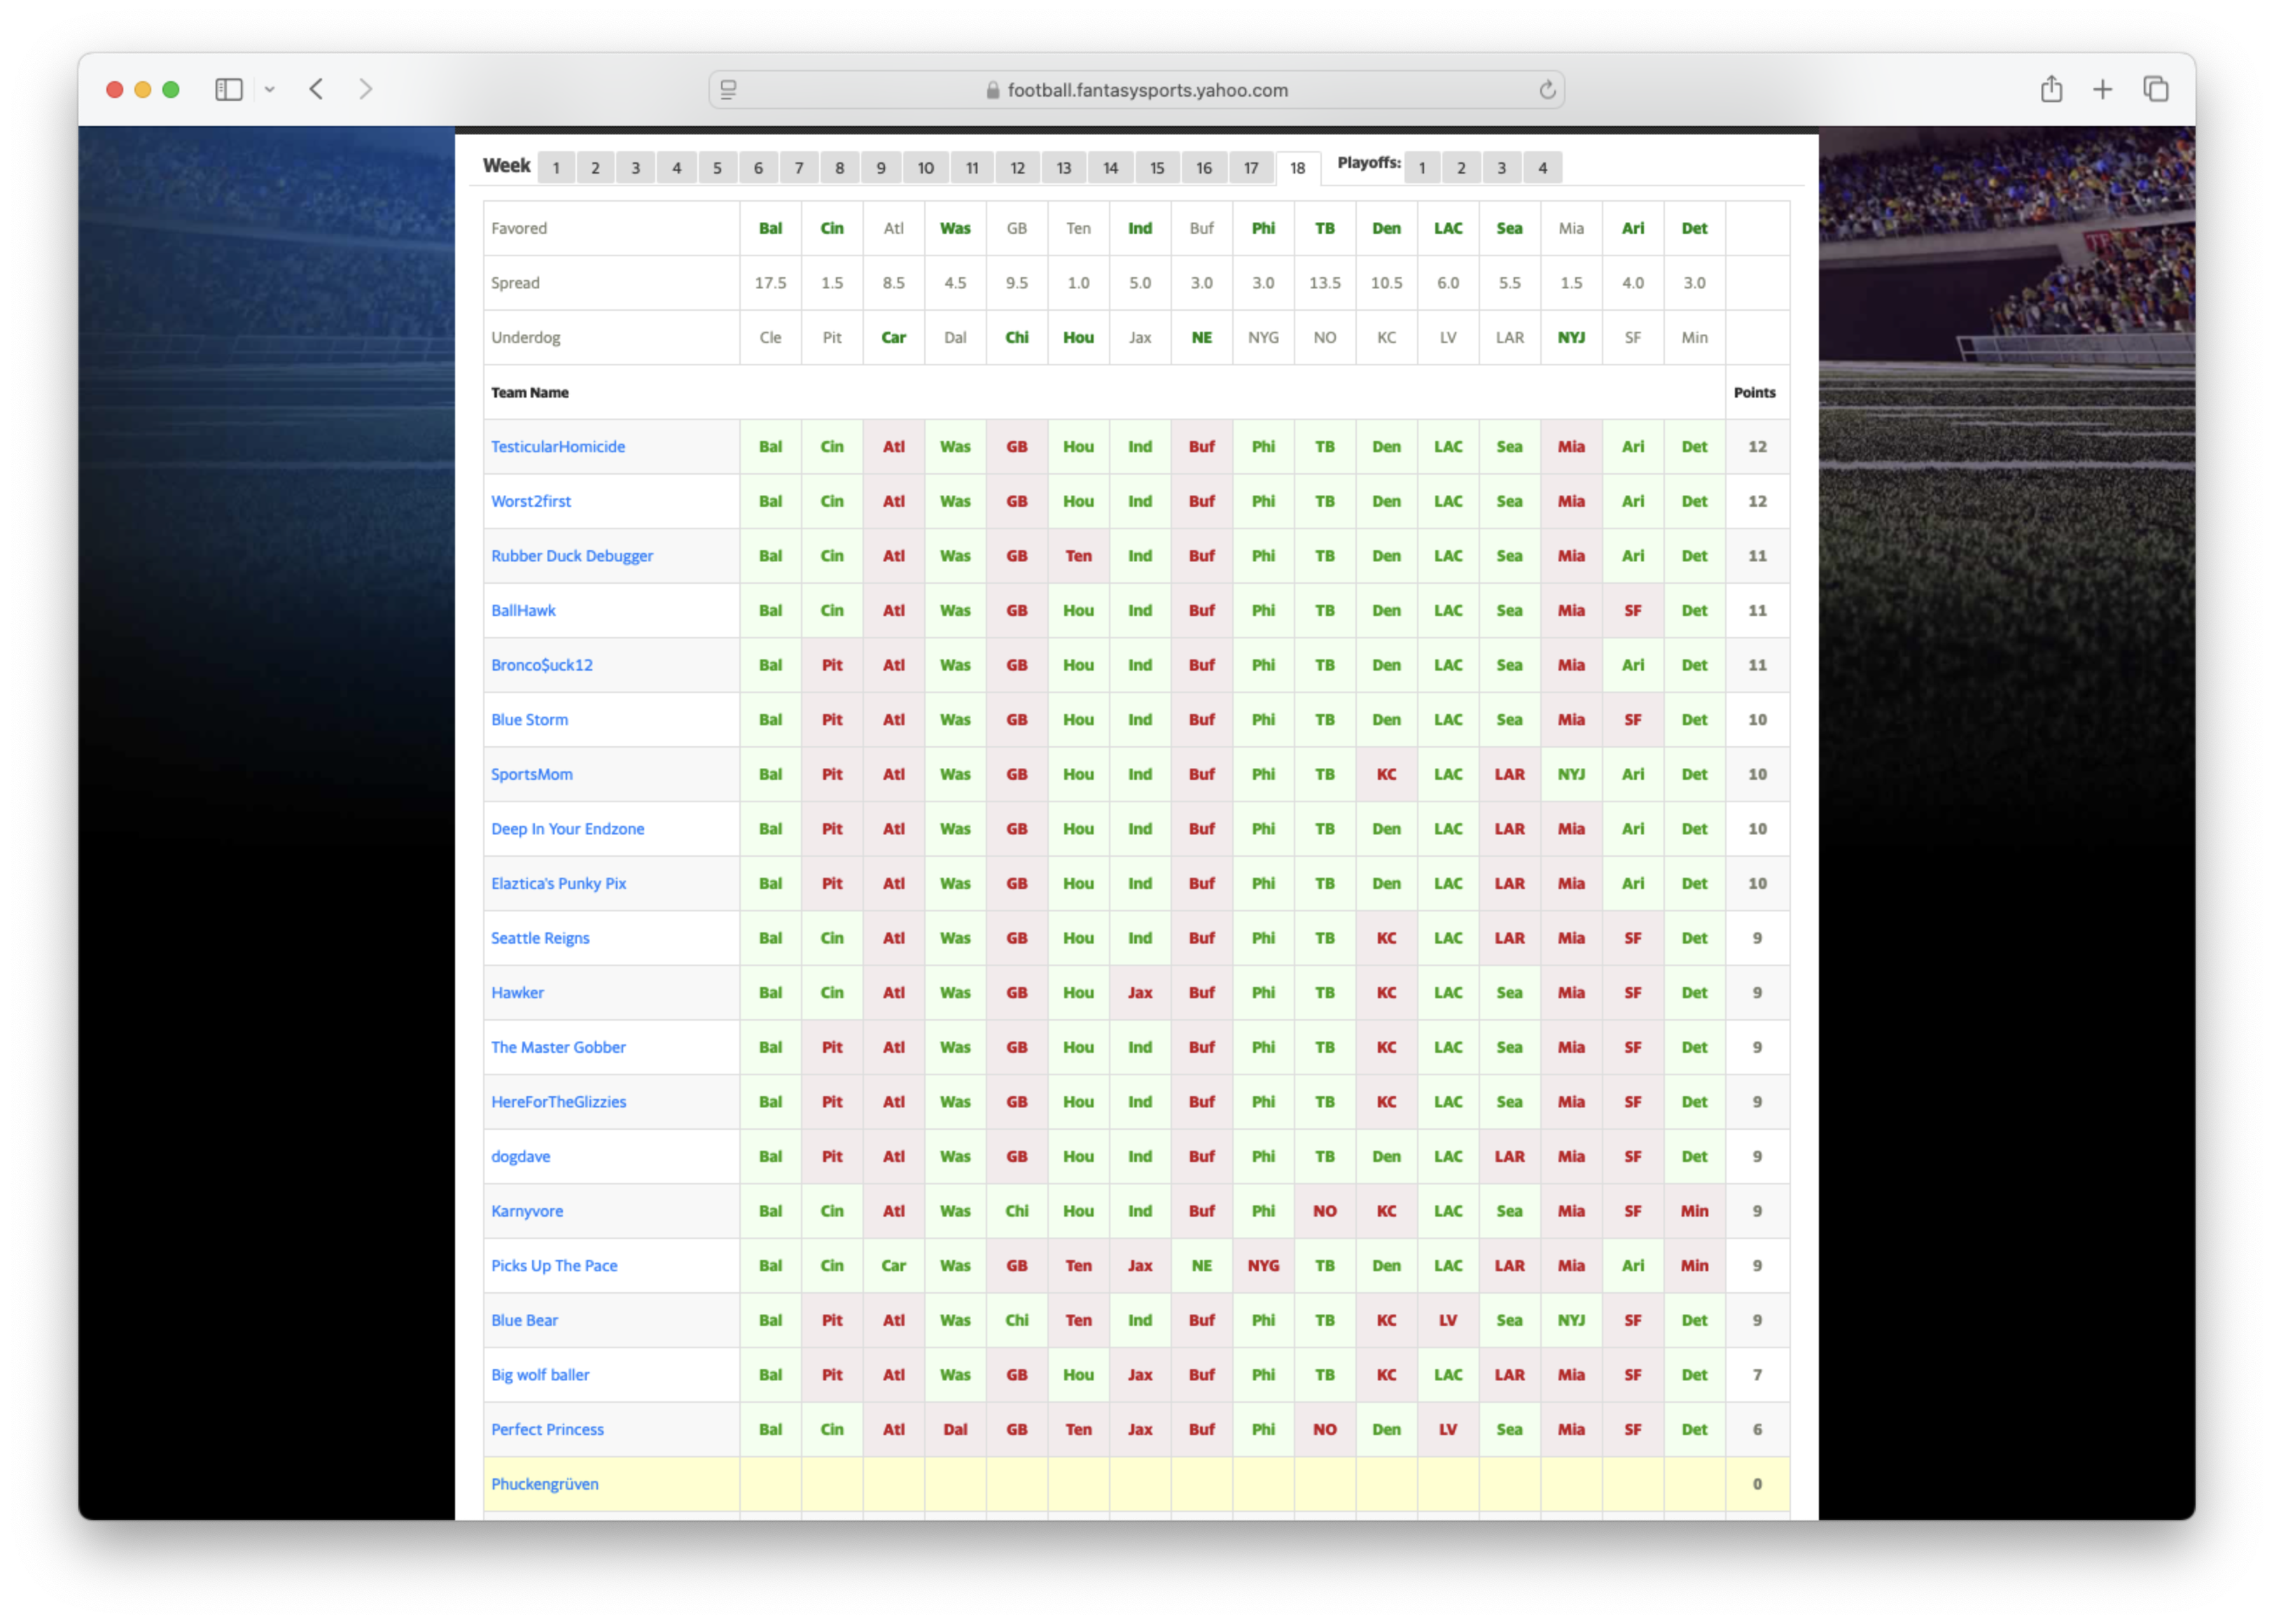 football.fantasysports.yahoo.com
Week 1 2 3 4 5 6 7 8 9 10 11 12 13 14 15 16 17 18 Playoffs: 1 2 3 4
Favored Bal Cin Atl Was GB Ten Ind Buf Phi TB Den LAC Sea Mia Ari Det
Spread 17.5 1.5 8.5 4.5 9.5 1.0 5.0 3.0 3.0 13.5 10.5 6.0 5.5 1.5 4.0 3.0
Underdog Cle Pit Car Dal Chi Hou Jax NE NYG NO KC LV LAR NYJ SF Min
Team Name Points
TesticularHomicide Bal Cin Atl Was GB Hou Ind Buf Phi TB Den LAC Sea Mia Ari Det 12
Worst2first Bal Cin Atl Was GB Hou Ind Buf Phi TB Den LAC Sea Mia Ari Det 12
Rubber Duck Debugger Bal Cin Atl Was GB Ten Ind Buf Phi TB Den LAC Sea Mia Ari Det 11
BallHawk Bal Cin Atl Was GB Hou Ind Buf Phi TB Den LAC Sea Mia SF Det 11
Bronco$uck12 Bal Pit Atl Was GB Hou Ind Buf Phi TB Den LAC Sea Mia Ari Det 11
Blue Storm Bal Pit Atl Was GB Hou Ind Buf Phi TB Den LAC Sea Mia SF Det 10
SportsMom Bal Pit Atl Was GB Hou Ind Buf Phi TB KC LAC LAR NYJ Ari Det 10
Deep In Your Endzone Bal Pit Atl Was GB Hou Ind Buf Phi TB Den LAC LAR Mia Ari Det 10
Elaztica's Punky Pix Bal Pit Atl Was GB Hou Ind Buf Phi TB Den LAC LAR Mia Ari Det 10
Seattle Reigns Bal Cin Atl Was GB Hou Ind Buf Phi TB KC LAC LAR Mia SF Det 9
Hawker Bal Cin Atl Was GB Hou Jax Buf Phi TB KC LAC Sea Mia SF Det 9
The Master Gobber Bal Pit Atl Was GB Hou Ind Buf Phi TB KC LAC Sea Mia SF Det 9
HereForTheGlizzies Bal Pit Atl Was GB Hou Ind Buf Phi TB KC LAC Sea Mia SF Det 9
dogdave Bal Pit Atl Was GB Hou Ind Buf Phi TB Den LAC LAR Mia SF Det 9
Karnyvore Bal Cin Atl Was Chi Hou Ind Buf Phi NO KC LAC Sea Mia SF Min 9
Picks Up The Pace Bal Cin Car Was GB Ten Jax NE NYG TB Den LAC LAR Mia Ari Min 9
Blue Bear Bal Pit Atl Was Chi Ten Ind Buf Phi TB KC LV Sea NYJ SF Det 9
Big wolf baller Bal Pit Atl Was GB Hou Jax Buf Phi TB KC LAC LAR Mia SF Det 7
Perfect Princess Bal Cin Atl Dal GB Ten Jax Buf Phi NO Den LV Sea Mia SF Det 6
Phuckengrüven 0